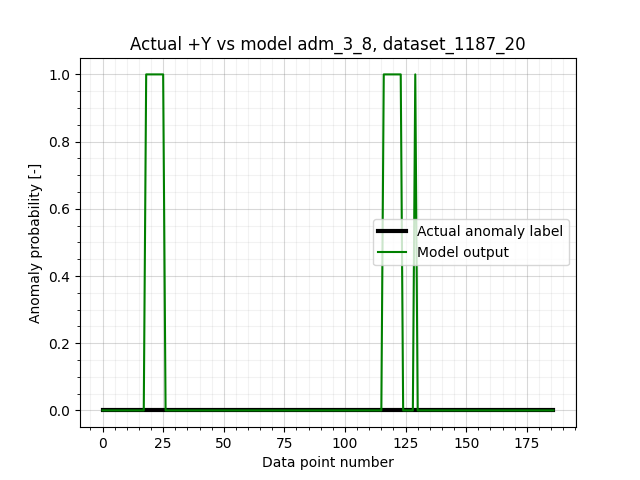 Actual +Y vs model adm_3_8, dataset_1187_20
1.0
0.8
0.6
0.4
0.2
0.0
Anomaly probability [-]
Actual anomaly label
Model output
0 25 50 75 100 125 150 175
Data point number